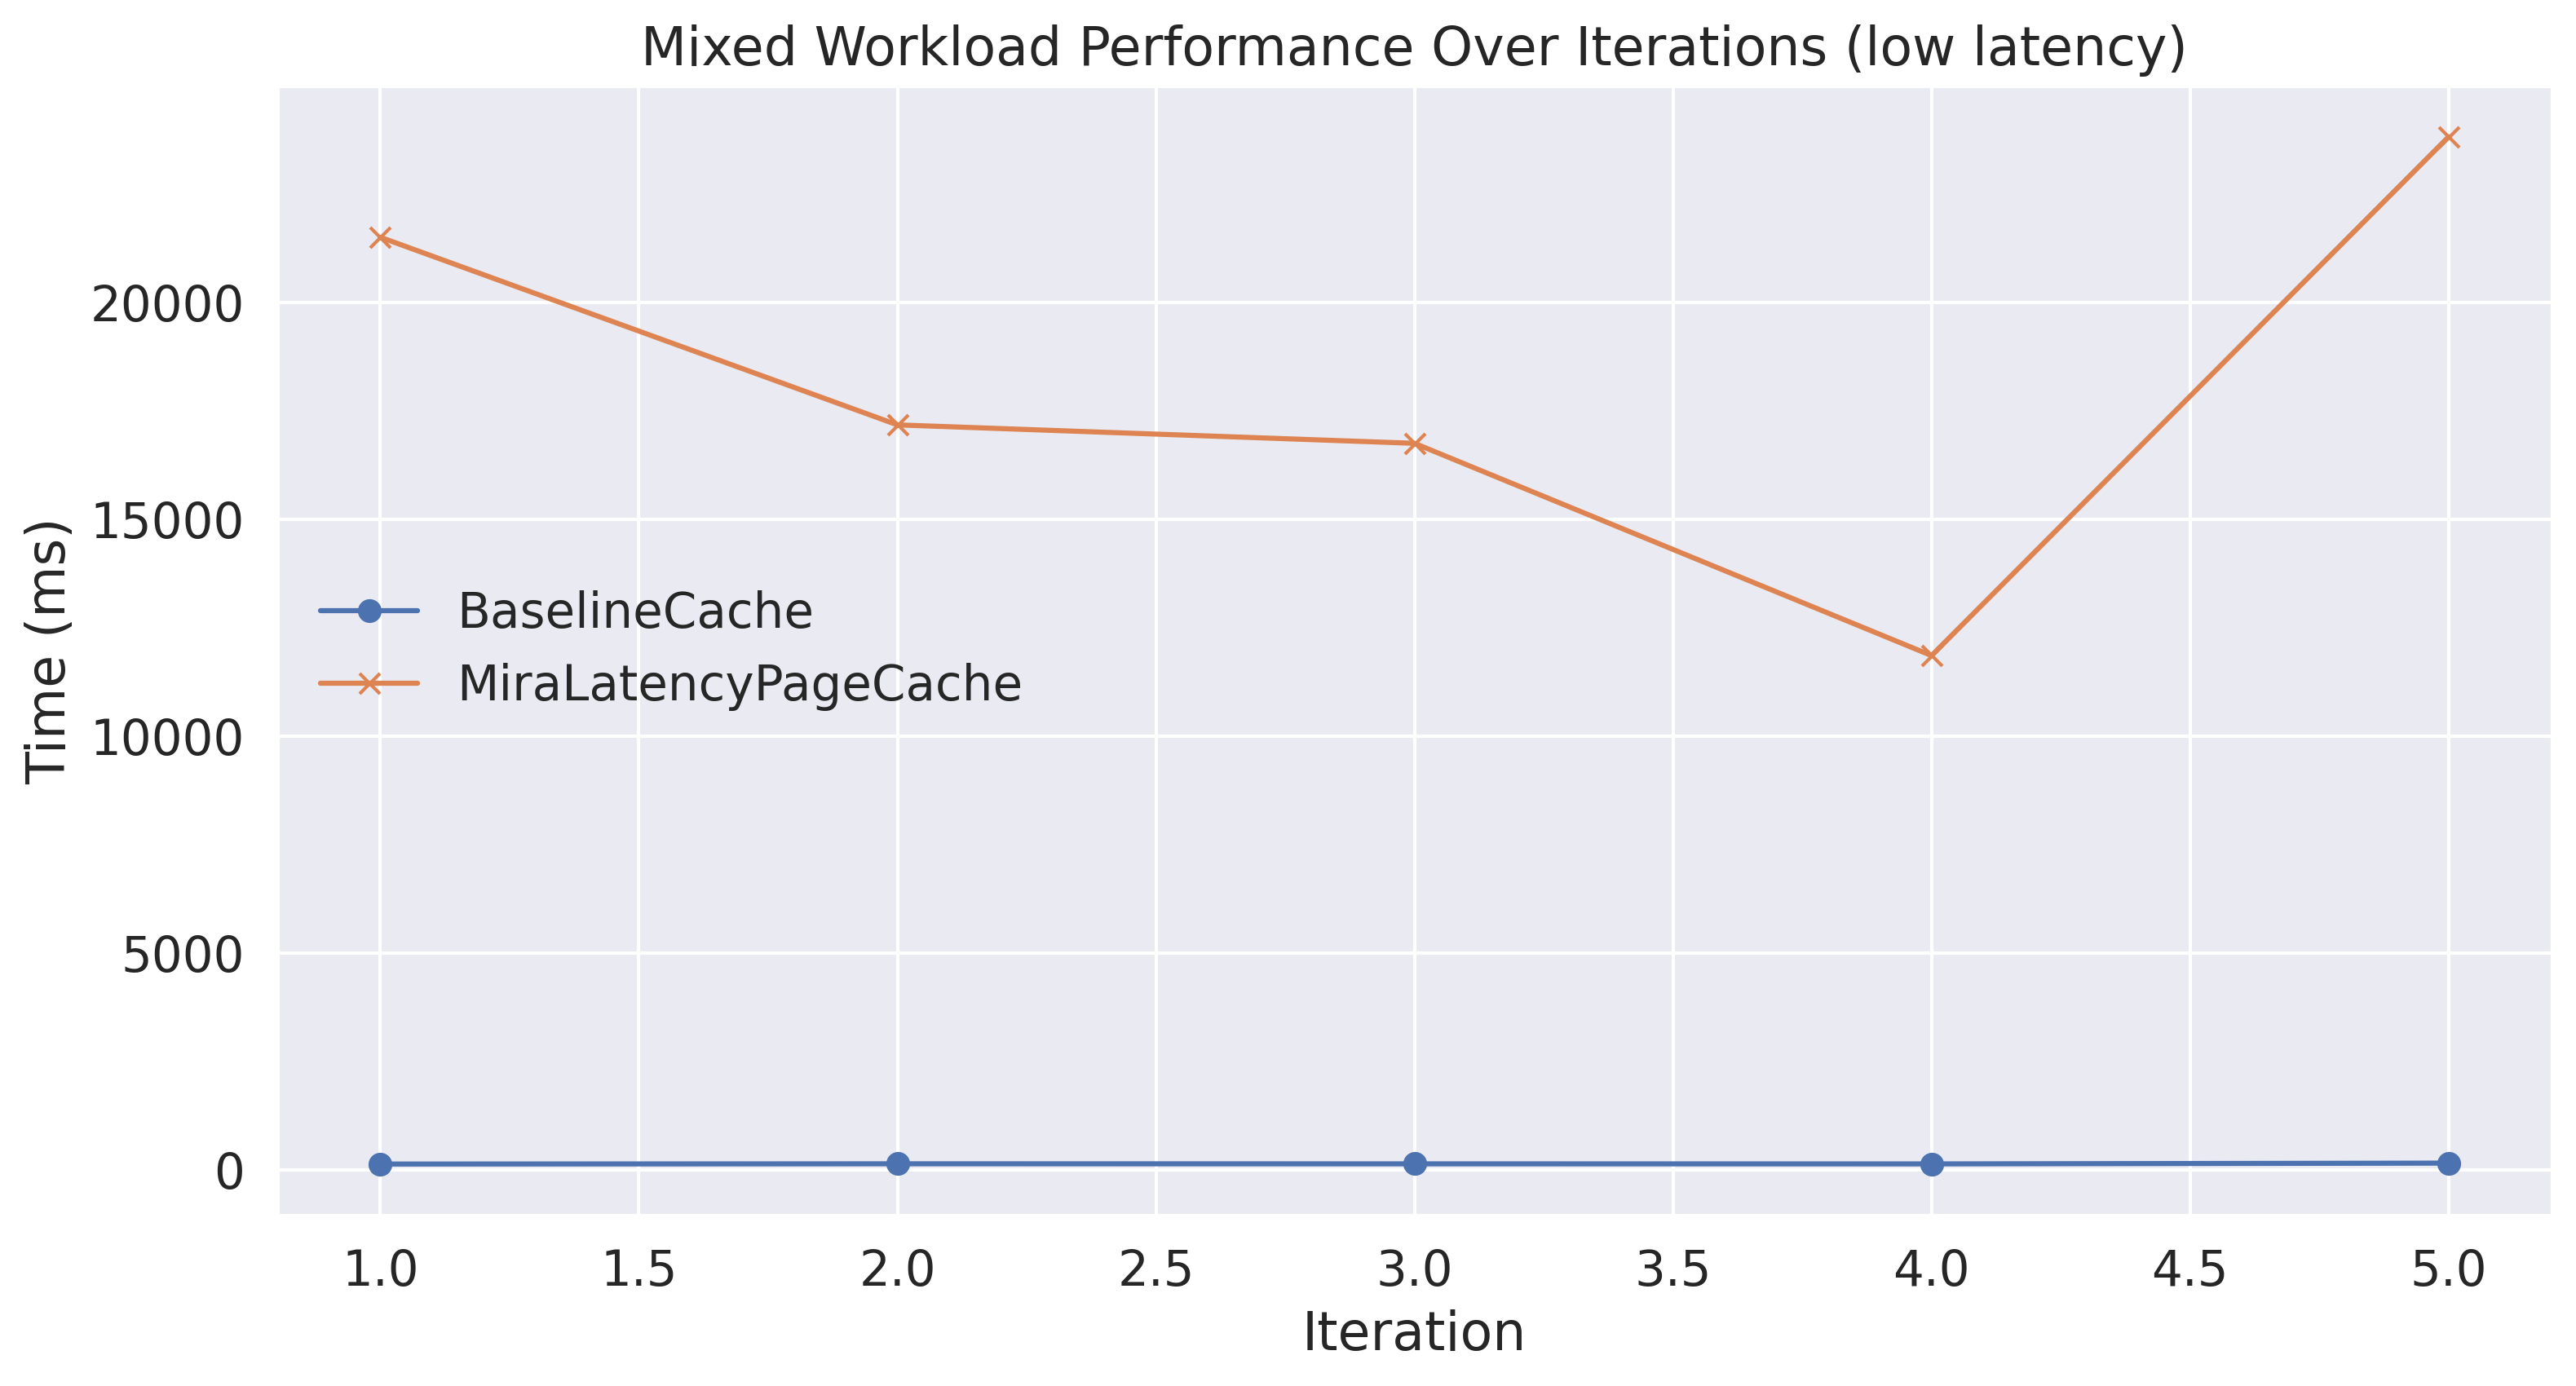 Mixed Workload Performance Over Iterations (low latency)
Time (ms)
20000
15000
10000
5000
0
BaselineCache
MiraLatencyPageCache
1.0 1.5 2.0 2.5 3.0 3.5 4.0 4.5 5.0
Iteration